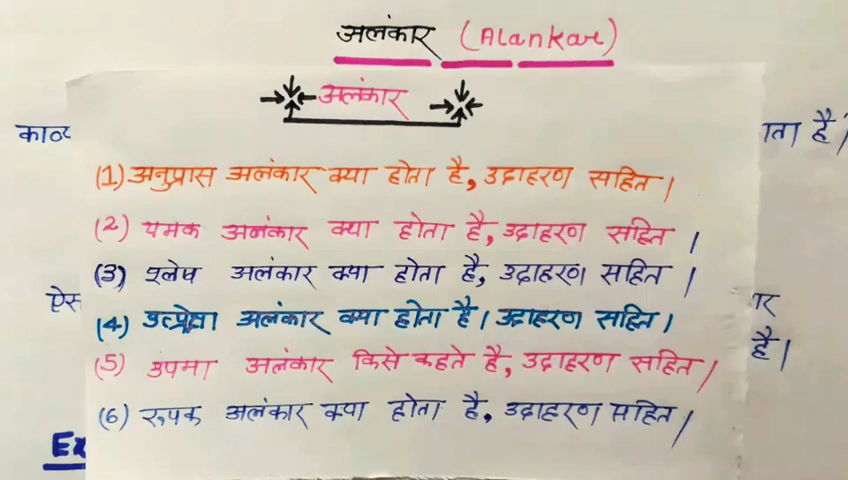 अलंकार (Alankar)
अलंकार
काव्य ाता है।
(1) अनुप्रास अलंकार क्या होता है, उदाहरण सहित।
(2) यमक अलंकार क्या होता है, उदाहरण सहित।
(3) श्लेष अलंकार क्या होता है, उदाहरण सहित।
ऐस ार
(4) उत्प्रेक्षा अलंकार क्या होता है। उदाहरण सहित।
है।
(5) उपमा अलंकार किसे कहते है, उदाहरण सहित।
(6) रूपक अलंकार क्या होता है, उदाहरण सहित।
Ex